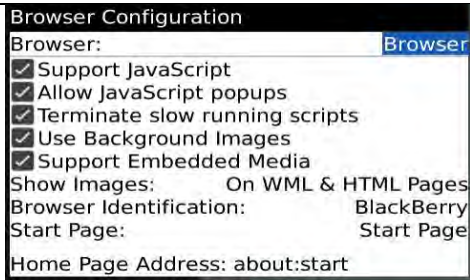 Browser Configuration
Browser: Browser
Support JavaScript
Allow JavaScript popups
Terminate slow running scripts
Use Background Images
Support Embedded Media
Show Images: On WML & HTML Pages
Browser Identification: BlackBerry
Start Page: Start Page
Home Page Address: about:start